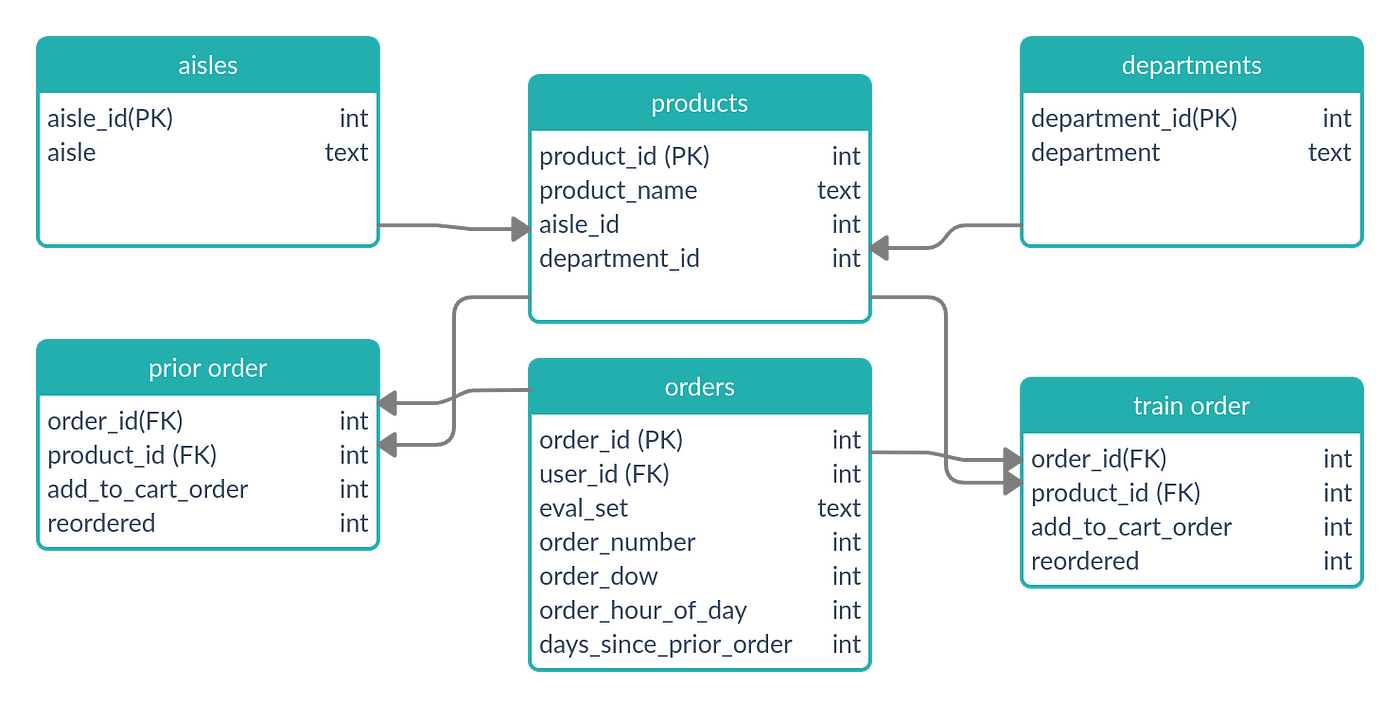 aisles
aisle_id(PK) int
aisle text
products
product_id (PK) int
product_name text
aisle_id int
department_id int
departments
department_id(PK) int
department text
prior order
order_id(FK) int
product_id (FK) int
add_to_cart_order int
reordered int
orders
order_id (PK) int
user_id (FK) int
eval_set text
order_number int
order_dow int
order_hour_of_day int
days_since_prior_order int
train order
order_id(FK) int
product_id (FK) int
add_to_cart_order int
reordered int